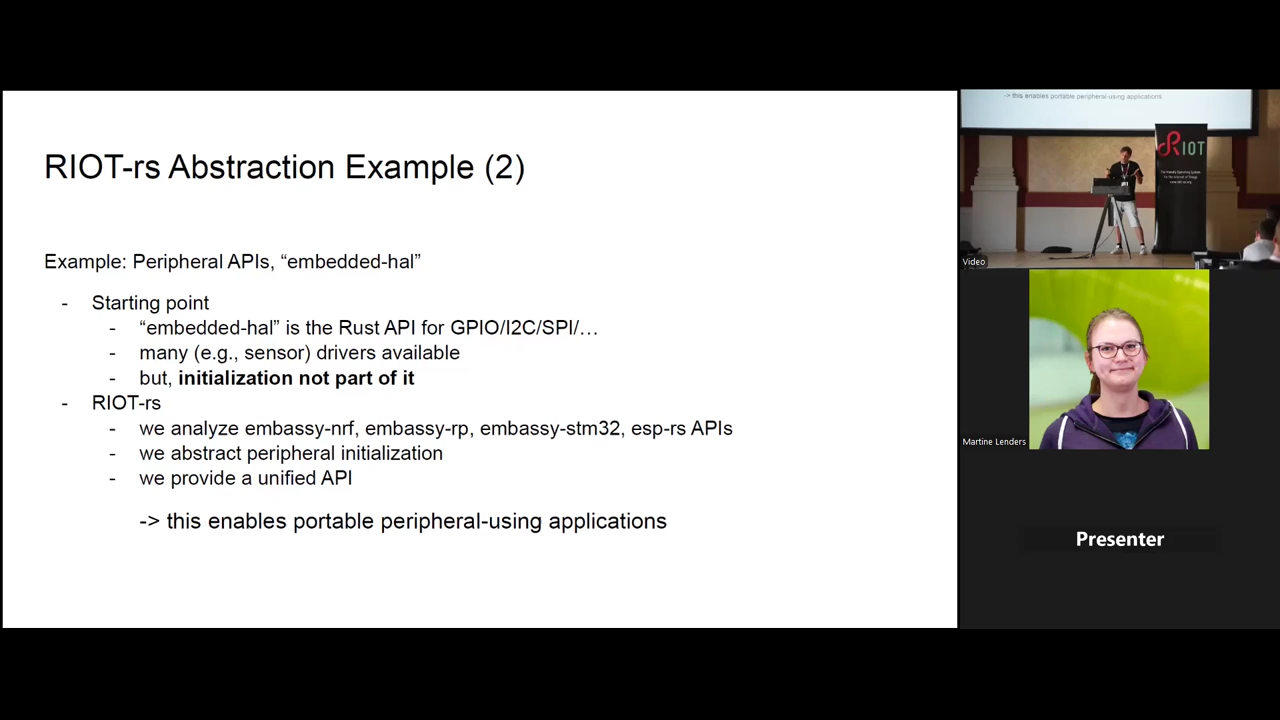 RIOT-rs Abstraction Example (2)
Example: Peripheral APIs, “embedded-hal”
- Starting point
- “embedded-hal” is the Rust API for GPIO/I2C/SPI/…
- many (e.g., sensor) drivers available
- but, initialization not part of it
- RIOT-rs
- we analyze embassy-nrf, embassy-rp, embassy-stm32, esp-rs APIs
- we abstract peripheral initialization
- we provide a unified API
-> this enables portable peripheral-using applications
-> this enables portable peripheral-using applications
RIOT
Video
Martine Lenders
Presenter